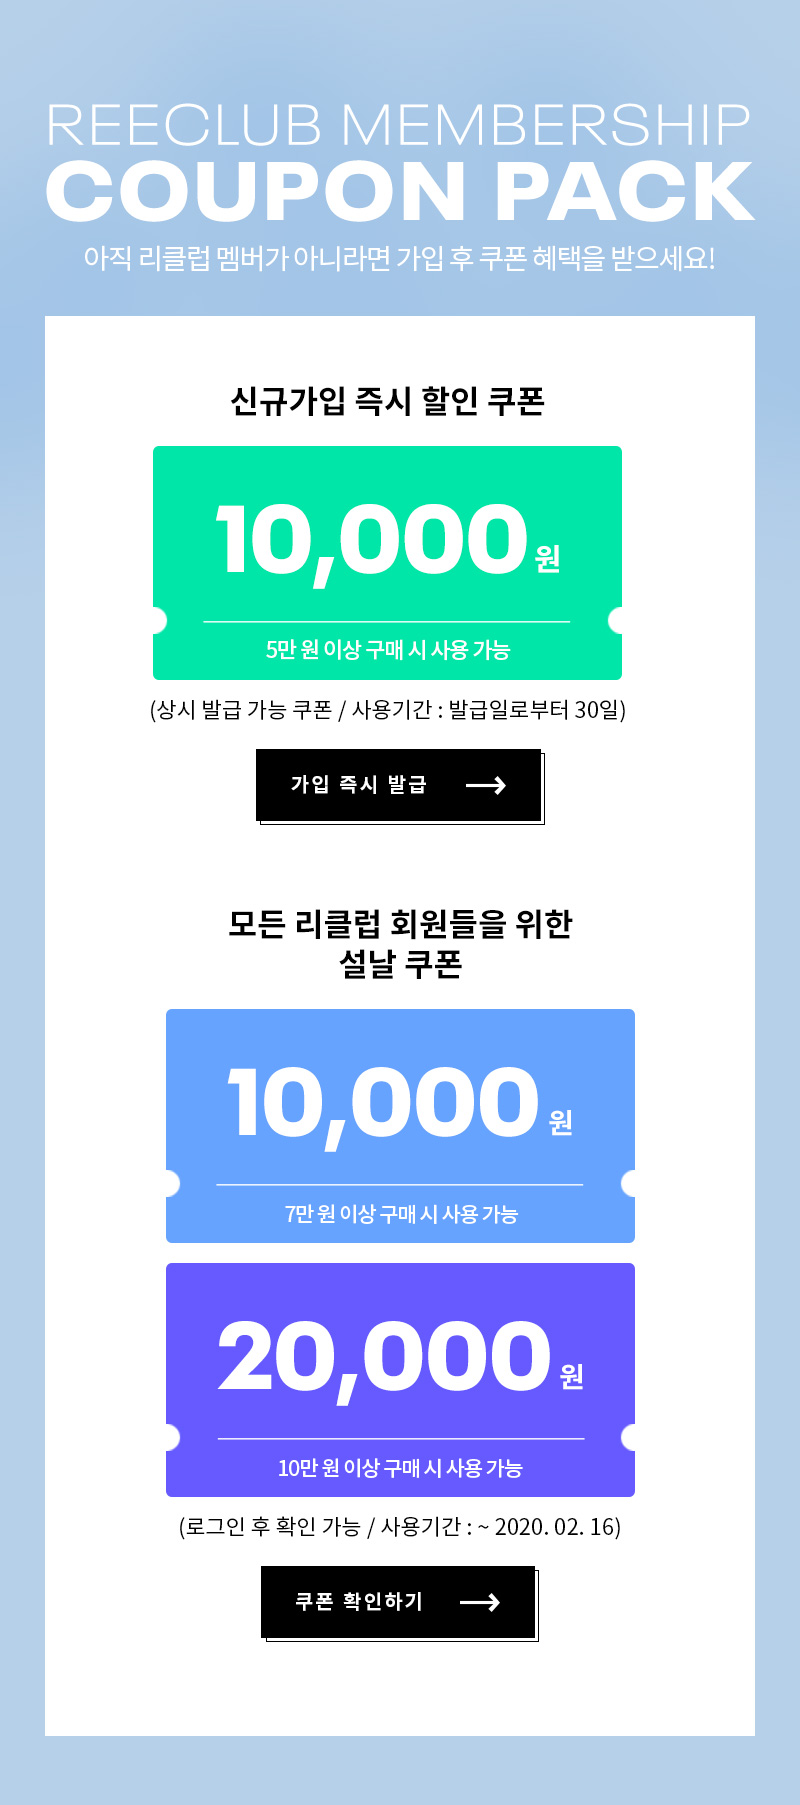 REECLUB MEMBERSHIP
COUPON PACK
아직 리클럽 멤버가 아니라면 가입 후 쿠폰 혜택을 받으세요!
신규가입 즉시 할인 쿠폰
10,000원
5만 원 이상 구매 시 사용 가능
(상시 발급 가능 쿠폰 / 사용기간 : 발급일로부터 30일)
가입 즉시 발급
모든 리클럽 회원들을 위한
설날 쿠폰
10,000원
7만 원 이상 구매 시 사용 가능
20,000원
10만 원 이상 구매 시 사용 가능
(로그인 후 확인 가능 / 사용기간 : ~ 2020. 02. 16)
쿠폰 확인하기